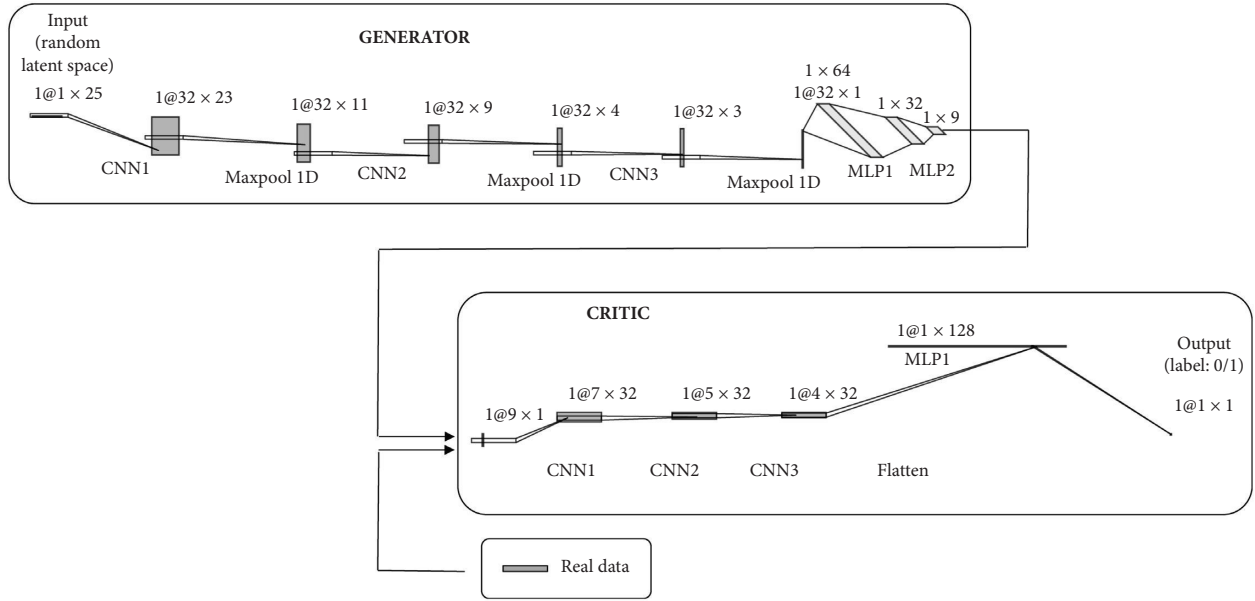 Input
(random
latent space)
GENERATOR
1@1 × 25
1@32 × 23
1@32 × 11
1@32 × 9
1@32 × 4
1@32 × 3
1 × 64
1@32 × 1
1 × 32
1 × 9
CNN1
Maxpool 1D
CNN2
Maxpool 1D
CNN3
Maxpool 1D
MLP1
MLP2
CRITIC
1@9 × 1
1@7 × 32
1@5 × 32
1@4 × 32
1@1 × 128
MLP1
Output
(label: 0/1)
1@1 × 1
CNN1
CNN2
CNN3
Flatten
Real data